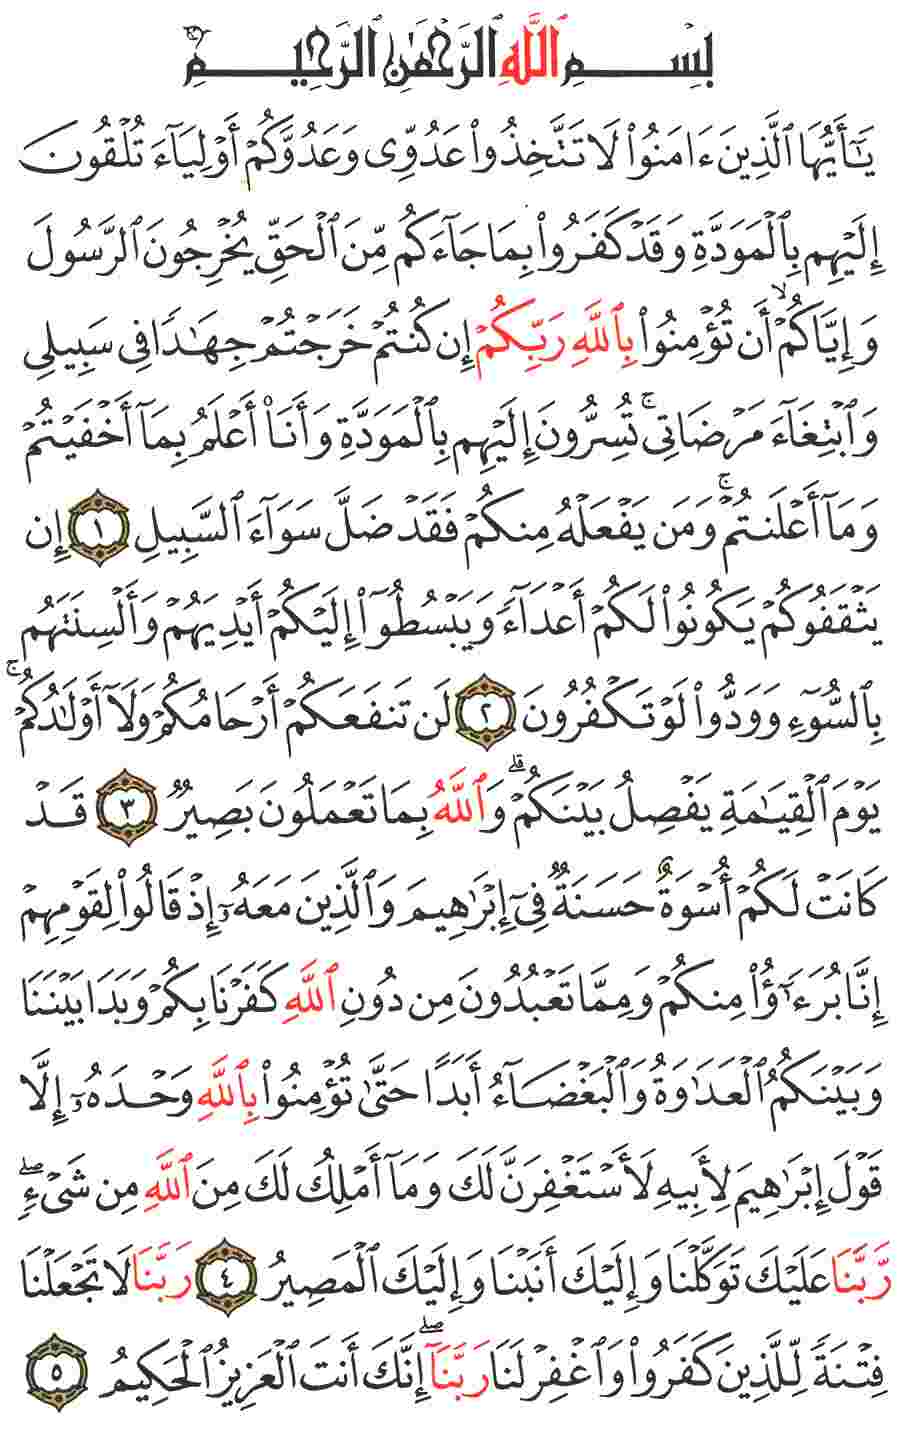 بِسْمِ ٱللَّهِ ٱلرَّحْمَٰنِ ٱلرَّحِيمِ
يَٰٓأَيُّهَا ٱلَّذِينَ ءَامَنُوا۟ لَا تَتَّخِذُوا۟ عَدُوِّى وَعَدُوَّكُمْ أَوْلِيَآءَ تُلْقُونَ
إِلَيْهِم بِٱلْمَوَدَّةِ وَقَدْ كَفَرُوا۟ بِمَا جَآءَكُم مِّنَ ٱلْحَقِّ يُخْرِجُونَ ٱلرَّسُولَ
وَإِيَّاكُمْ ۙ أَن تُؤْمِنُوا۟ بِٱللَّهِ رَبِّكُمْ إِن كُنتُمْ خَرَجْتُمْ جِهَٰدًا فِى سَبِيلِى
وَٱبْتِغَآءَ مَرْضَاتِى ۚ تُسِرُّونَ إِلَيْهِم بِٱلْمَوَدَّةِ وَأَنَا۠ أَعْلَمُ بِمَآ أَخْفَيْتُمْ
وَمَآ أَعْلَنتُمْ ۚ وَمَن يَفْعَلْهُ مِنكُمْ فَقَدْ ضَلَّ سَوَآءَ ٱلسَّبِيلِ ١ إِن
يَثْقَفُوكُمْ يَكُونُوا۟ لَكُمْ أَعْدَآءً وَيَبْسُطُوٓا۟ إِلَيْكُمْ أَيْدِيَهُمْ وَأَلْسِنَتَهُم
بِٱلسُّوٓءِ وَوَدُّوا۟ لَوْ تَكْفُرُونَ ٢ لَن تَنفَعَكُمْ أَرْحَامُكُمْ وَلَآ أَوْلَٰدُكُمْ ۚ
يَوْمَ ٱلْقِيَٰمَةِ يَفْصِلُ بَيْنَكُمْ ۚ وَٱللَّهُ بِمَا تَعْمَلُونَ بَصِيرٌ ٣ قَدْ
كَانَتْ لَكُمْ أُسْوَةٌ حَسَنَةٌ فِىٓ إِبْرَٰهِيمَ وَٱلَّذِينَ مَعَهُۥٓ إِذْ قَالُوا۟ لِقَوْمِهِمْ
إِنَّا بُرَءَٰٓؤُا۟ مِنكُمْ وَمِمَّا تَعْبُدُونَ مِن دُونِ ٱللَّهِ كَفَرْنَا بِكُمْ وَبَدَا بَيْنَنَا
وَبَيْنَكُمُ ٱلْعَدَٰوَةُ وَٱلْبَغْضَآءُ أَبَدًا حَتَّىٰ تُؤْمِنُوا۟ بِٱللَّهِ وَحْدَهُۥٓ إِلَّا
قَوْلَ إِبْرَٰهِيمَ لِأَبِيهِ لَأَسْتَغْفِرَنَّ لَكَ وَمَآ أَمْلِكُ لَكَ مِنَ ٱللَّهِ مِن شَىْءٍ ۖ
رَّبَّنَا عَلَيْكَ تَوَكَّلْنَا وَإِلَيْكَ أَنَبْنَا وَإِلَيْكَ ٱلْمَصِيرُ ٤ رَبَّنَا لَا تَجْعَلْنَا
فِتْنَةً لِّلَّذِينَ كَفَرُوا۟ وَٱغْفِرْ لَنَا رَبَّنَآ ۖ إِنَّكَ أَنتَ ٱلْعَزِيزُ ٱلْحَكِيمُ ٥